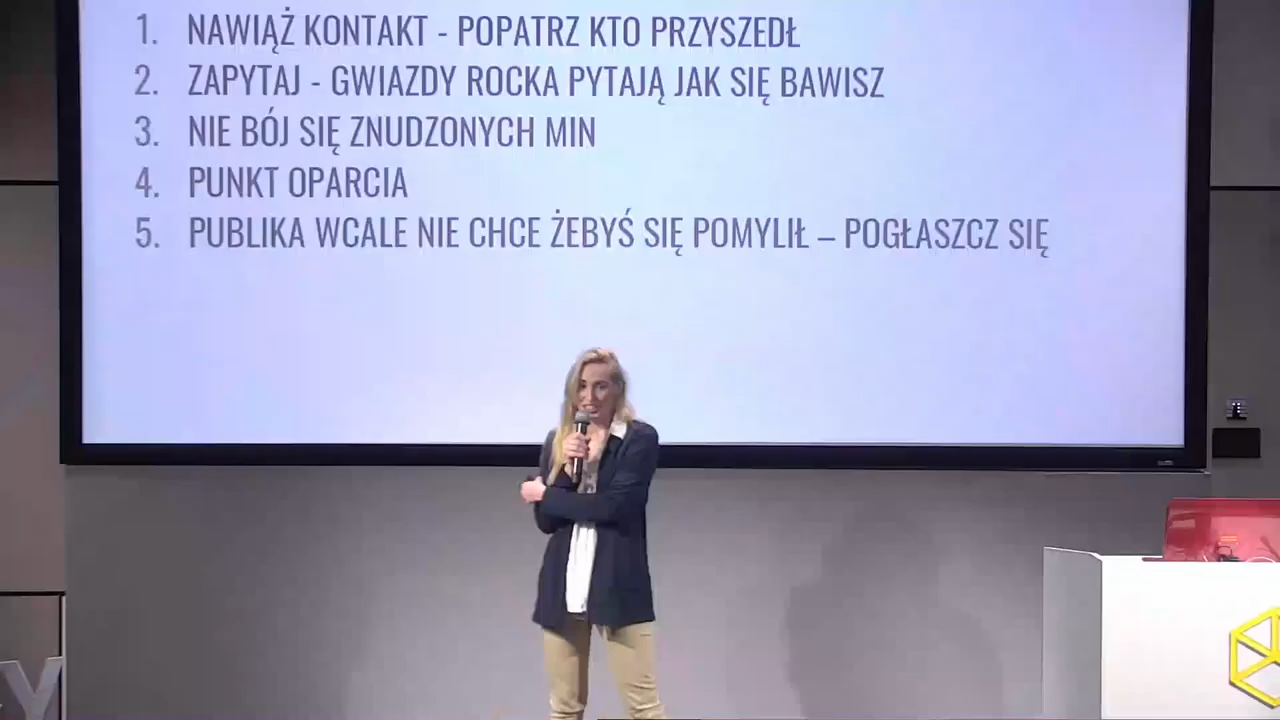 1. NAWIĄŻ KONTAKT - POPATRZ KTO PRZYSZEDŁ
2. ZAPYTAJ - GWIAZDY ROCKA PYTAJĄ JAK SIĘ BAWISZ
3. NIE BÓJ SIĘ ZNUDZONYCH MIN
4. PUNKT OPARCIA
5. PUBLIKA WCALE NIE CHCE ŻEBYŚ SIĘ POMYLIŁ – POGŁASZCZ SIĘ
Y